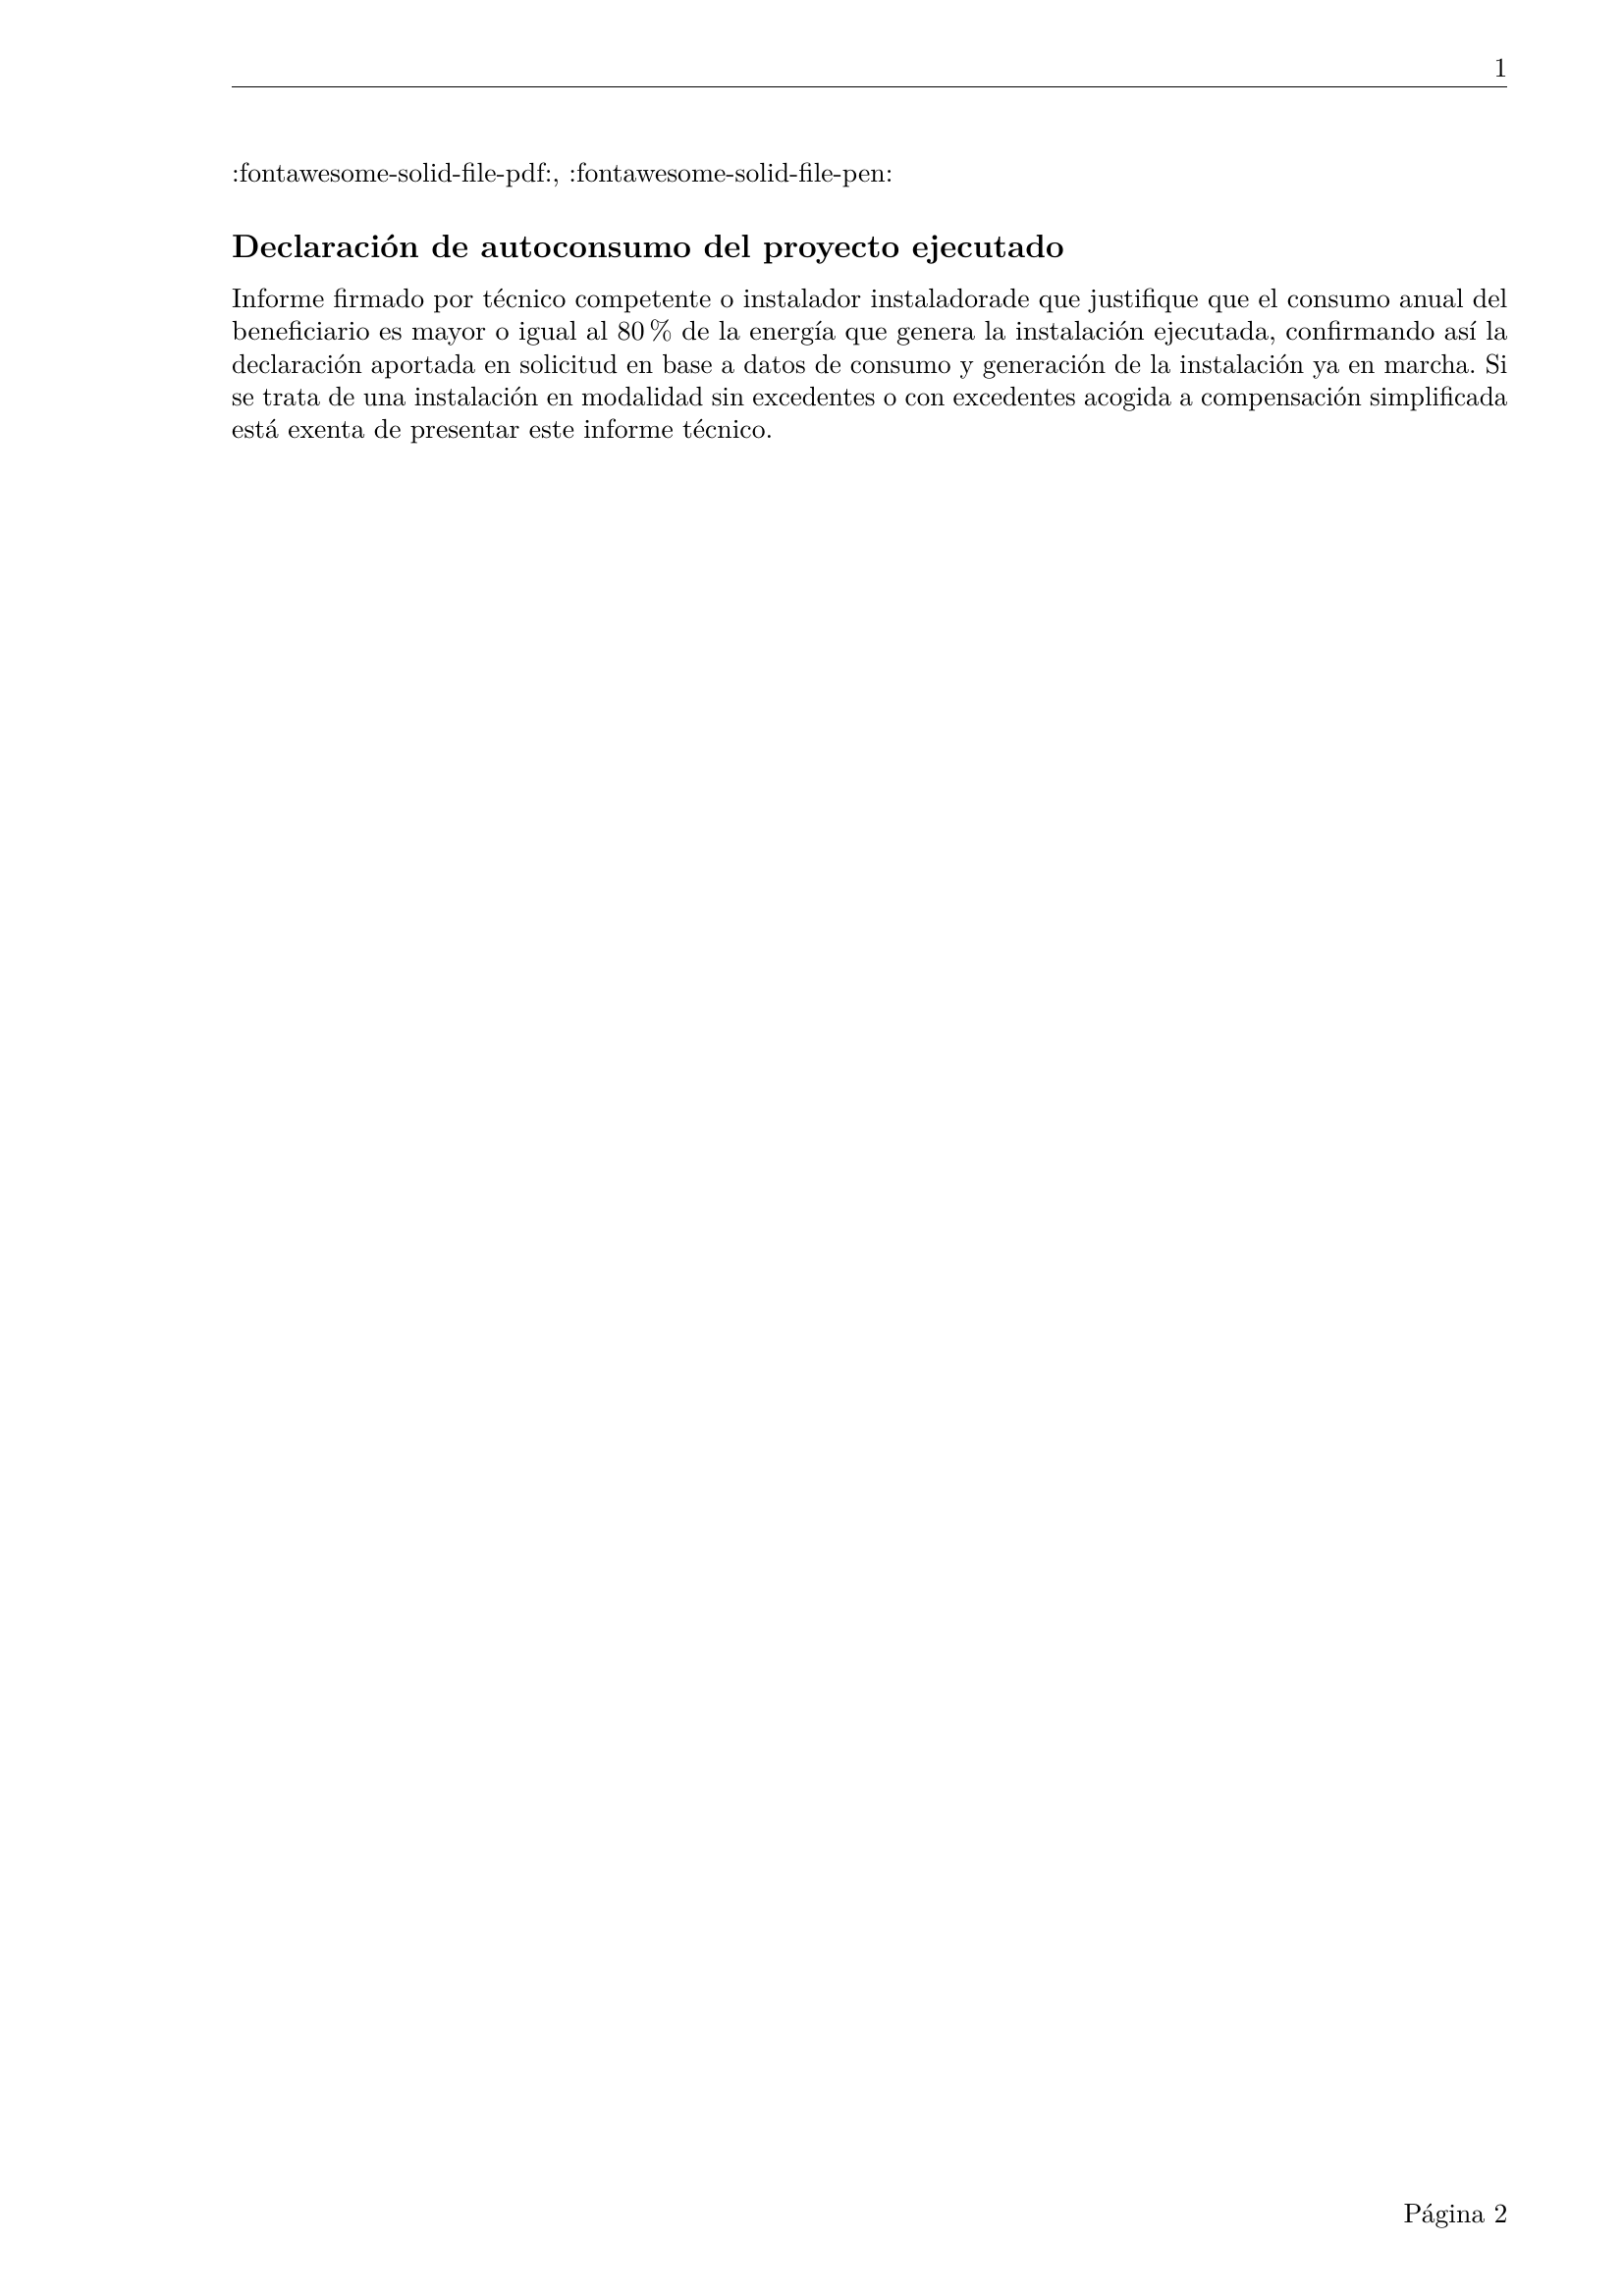 1
:fontawesome-solid-file-pdf:, :fontawesome-solid-file-pen:
Declaración de autoconsumo del proyecto ejecutado
Informe firmado por técnico competente o instalador instaladorade que justifique que el consumo anual del
beneficiario es mayor o igual al 80 % de la energía que genera la instalación ejecutada, confirmando así la
declaración aportada en solicitud en base a datos de consumo y generación de la instalación ya en marcha. Si
se trata de una instalación en modalidad sin excedentes o con excedentes acogida a compensación simplificada
está exenta de presentar este informe técnico.
Página 2